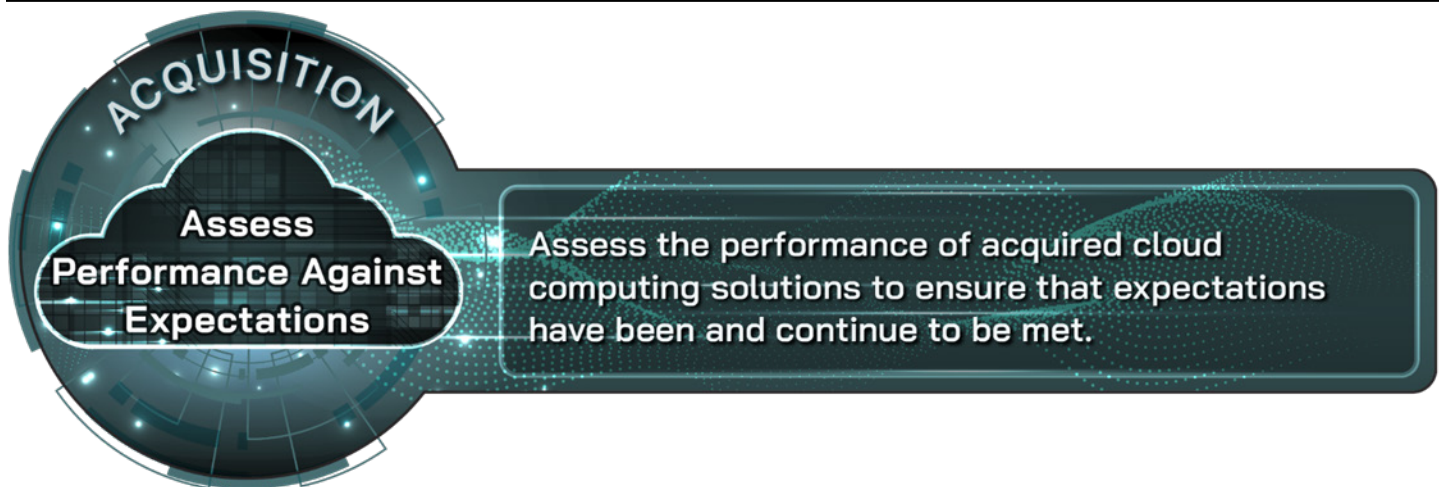 ACQUISITION
Assess
Performance Against
Expectations
Assess the performance of acquired cloud
computing solutions to ensure that expectations
have been and continue to be met.